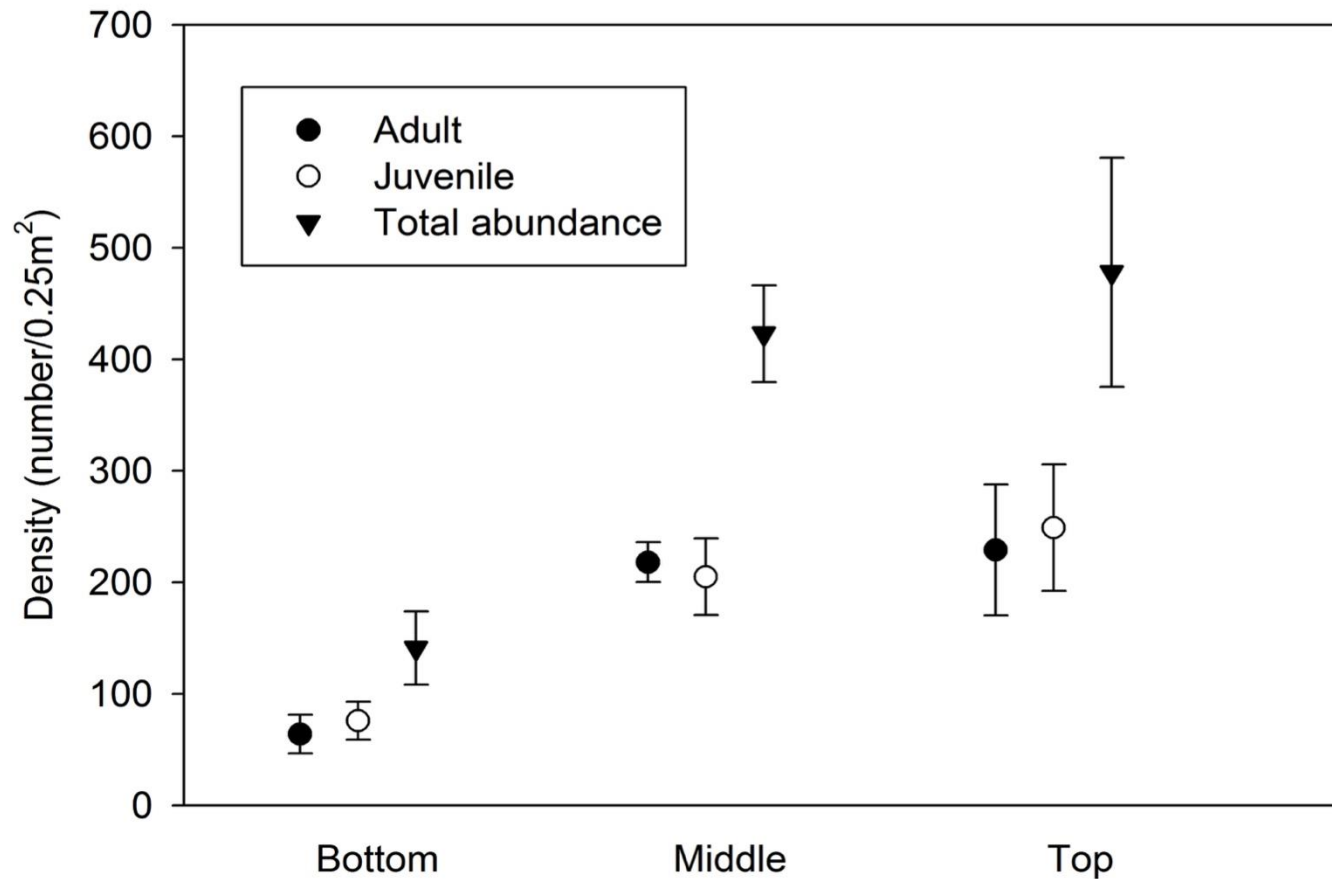 700
600
500
400
300
200
100
0
Density (number/0.25m²)
Adult
Juvenile
Total abundance
Bottom Middle Top